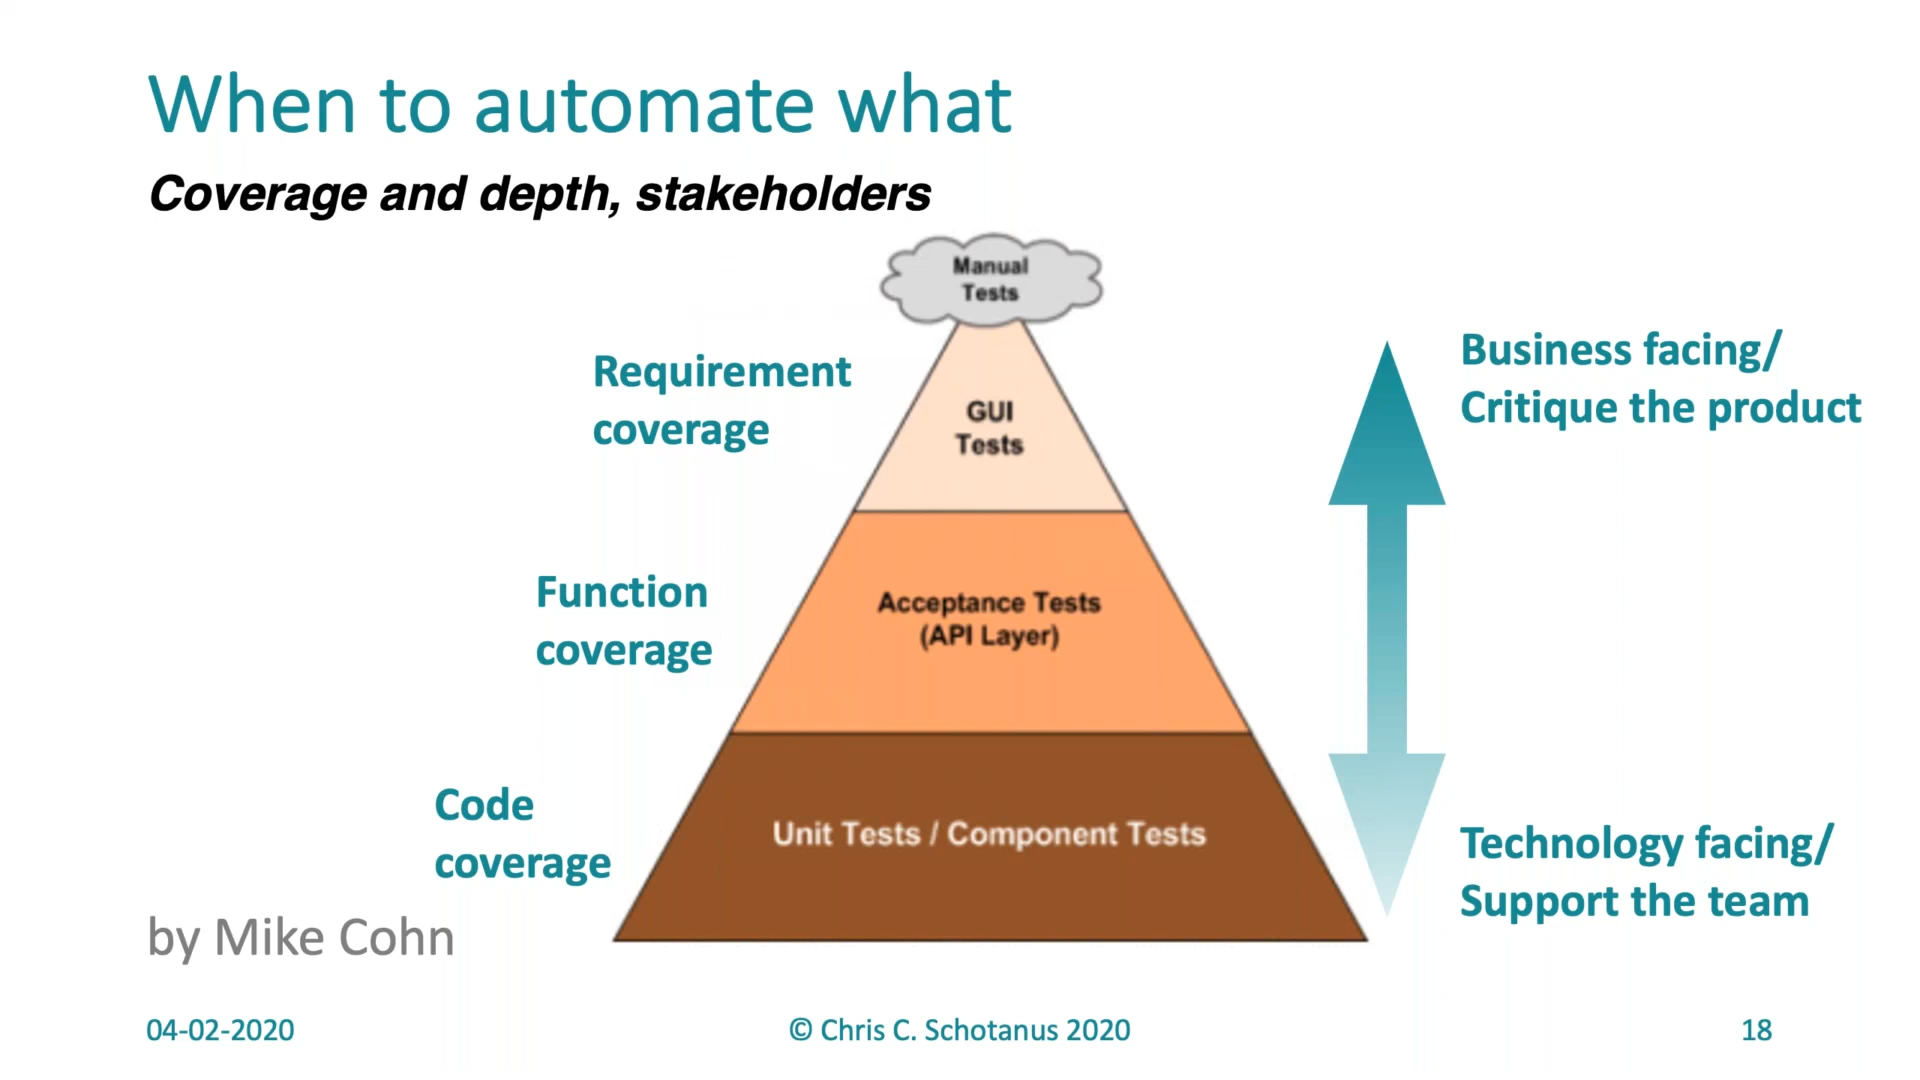 When to automate what
Coverage and depth, stakeholders
Manual
Tests
Requirement
coverage
GUI
Tests
Business facing/
Critique the product
Function
coverage
Acceptance Tests
(API Layer)
Code
coverage
Unit Tests / Component Tests
Technology facing/
Support the team
by Mike Cohn
04-02-2020
© Chris C. Schotanus 2020
18